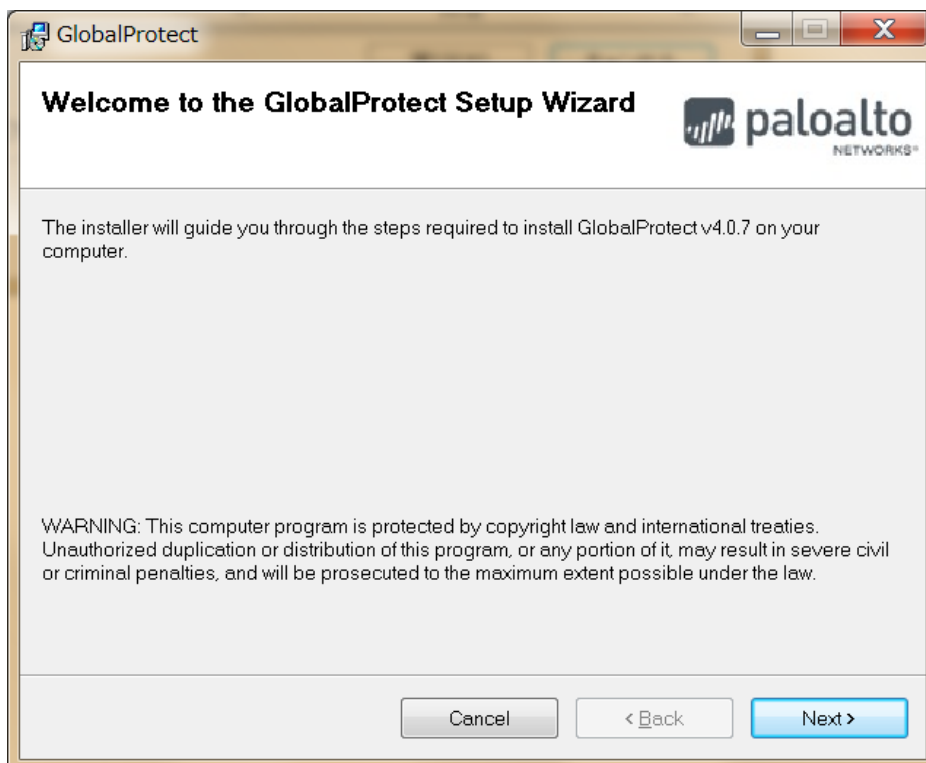 GlobalProtect
Welcome to the GlobalProtect Setup Wizard
paloalto
NETWORKS®
The installer will guide you through the steps required to install GlobalProtect v4.0.7 on your
computer.
WARNING: This computer program is protected by copyright law and international treaties.
Unauthorized duplication or distribution of this program, or any portion of it, may result in severe civil
or criminal penalties, and will be prosecuted to the maximum extent possible under the law.
Cancel
< Back
Next >